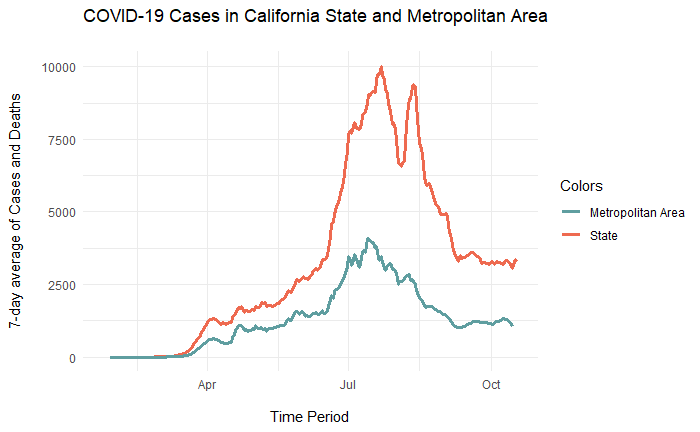 COVID-19 Cases in California State and Metropolitan Area
7-day average of Cases and Deaths
10000
7500
5000
2500
0
Apr
Jul
Oct
Time Period
Colors
Metropolitan Area
State